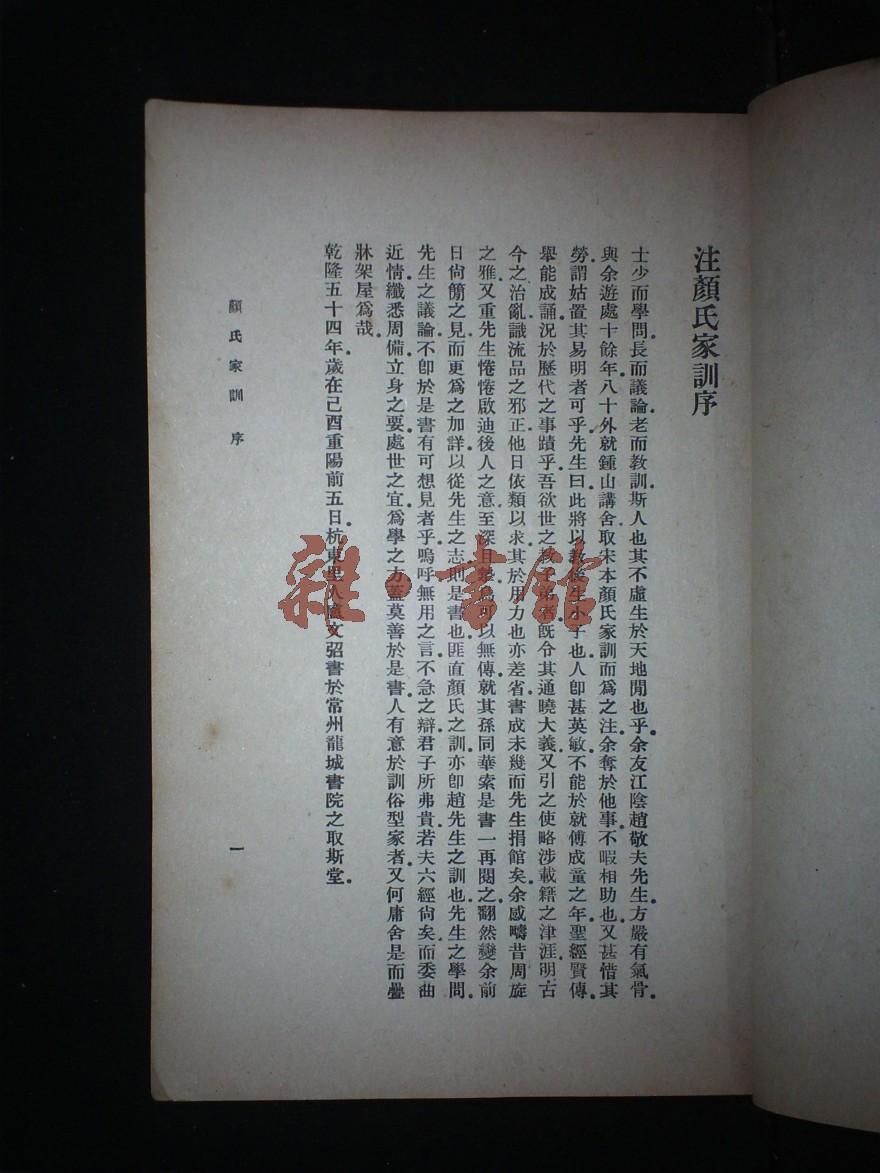 注顏氏家訓序
士少而學問長而議論老而教訓斯人也其不虛生於天地閒也乎余友江陰趙敬夫先生方嚴有氣骨
與余遊處十餘年八十外就鍾山講舍取宋本顏氏家訓而爲之注余奪於他事不暇相助也又甚惜其
勞謂姑置其易明者可乎先生曰此將以教後生小子也人卽甚英敏不能於就傅成童之年聖經賢傳
舉能成誦況於歷代之事蹟乎吾欲世之教子弟者旣令其通曉大義又引之使略涉載籍之津涯明古
今之治亂識流品之邪正他日依類以求其於用力也亦差省書成未幾而先生捐館矣余感疇昔周旋
之雅又重先生惓惓啟迪後人之意至深且可以無傳就其孫同華索是書一再閱之翻然變余前
日尙簡之見而更爲之加詳以從先生之志則是書也匪直顏氏之訓亦卽趙先生之訓也先生之學問
先生之議論不卽於是書有可想見者乎嗚呼無用之言不急之辯君子所弗貴若夫六經尙矣而委曲
近情纖悉周備立身之要處世之宜爲學之方蓋莫善於是書人有意於訓俗型家者又何庸舍是而疊
牀架屋爲哉
乾隆五十四年歲在己酉重陽前五日杭東里人盧文弨書於常州龍城書院之取斯堂
顏氏家訓 序
一
雜·書館